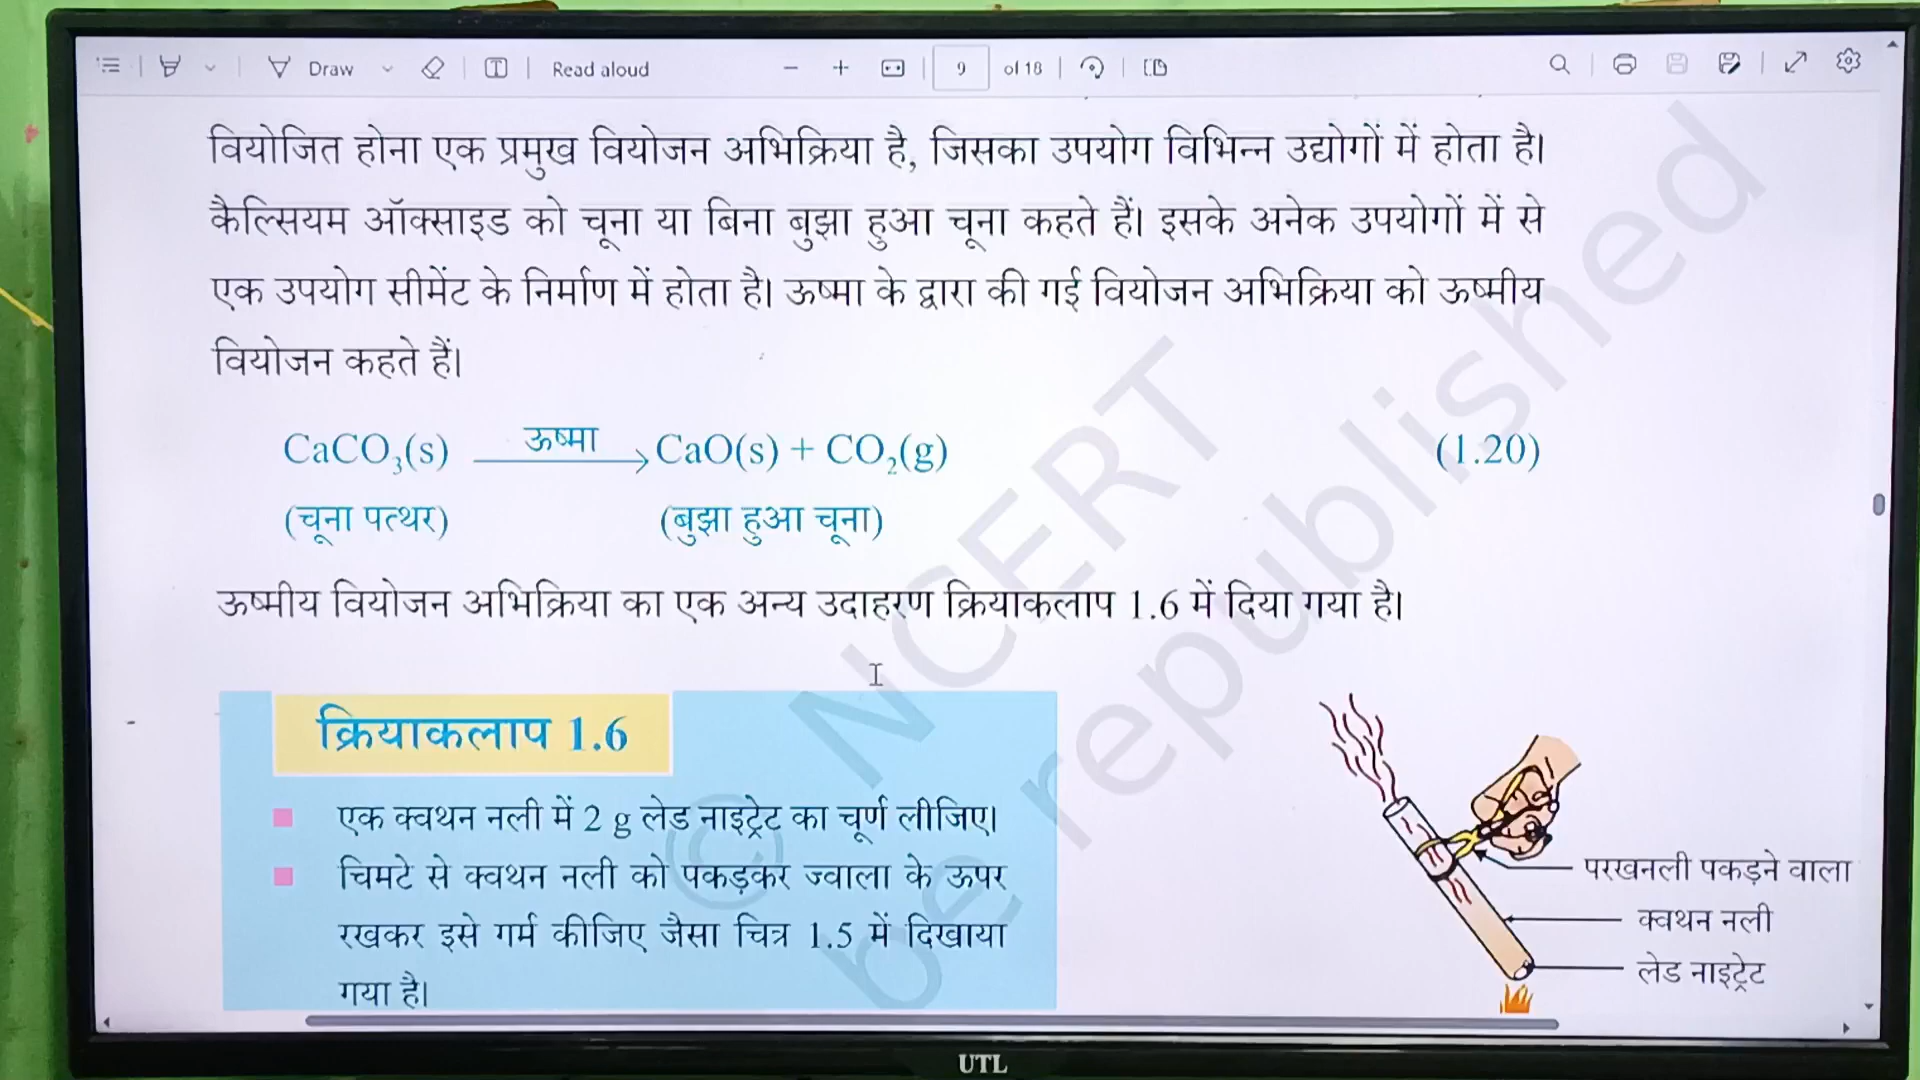 Draw
Read aloud
9 of 18
वियोजित होना एक प्रमुख वियोजन अभिक्रिया है, जिसका उपयोग विभिन्न उद्योगों में होता है।
कैल्सियम ऑक्साइड को चूना या बिना बुझा हुआ चूना कहते हैं। इसके अनेक उपयोगों में से
एक उपयोग सीमेंट के निर्माण में होता है। ऊष्मा के द्वारा की गई वियोजन अभिक्रिया को ऊष्मीय
वियोजन कहते हैं।
CaCO₃(s) ऊष्मा → CaO(s) + CO₂(g) (1.20)
(चूना पत्थर) (बुझा हुआ चूना)
ऊष्मीय वियोजन अभिक्रिया का एक अन्य उदाहरण क्रियाकलाप 1.6 में दिया गया है।
क्रियाकलाप 1.6
■ एक क्वथन नली में 2 g लेड नाइट्रेट का चूर्ण लीजिए।
■ चिमटे से क्वथन नली को पकड़कर ज्वाला के ऊपर
रखकर इसे गर्म कीजिए जैसा चित्र 1.5 में दिखाया
गया है।
परखनली पकड़ने वाला
क्वथन नली
लेड नाइट्रेट
© NCERT
be republished
UTL